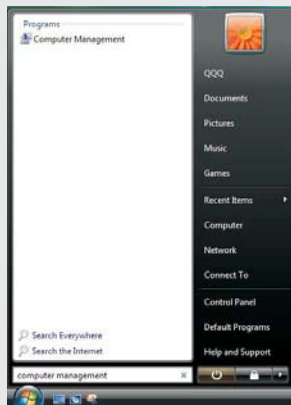 Programs
Computer Management
Search Everywhere
Search the Internet
computer management
QQQ
Documents
Pictures
Music
Games
Recent Items
Computer
Network
Connect To
Control Panel
Default Programs
Help and Support